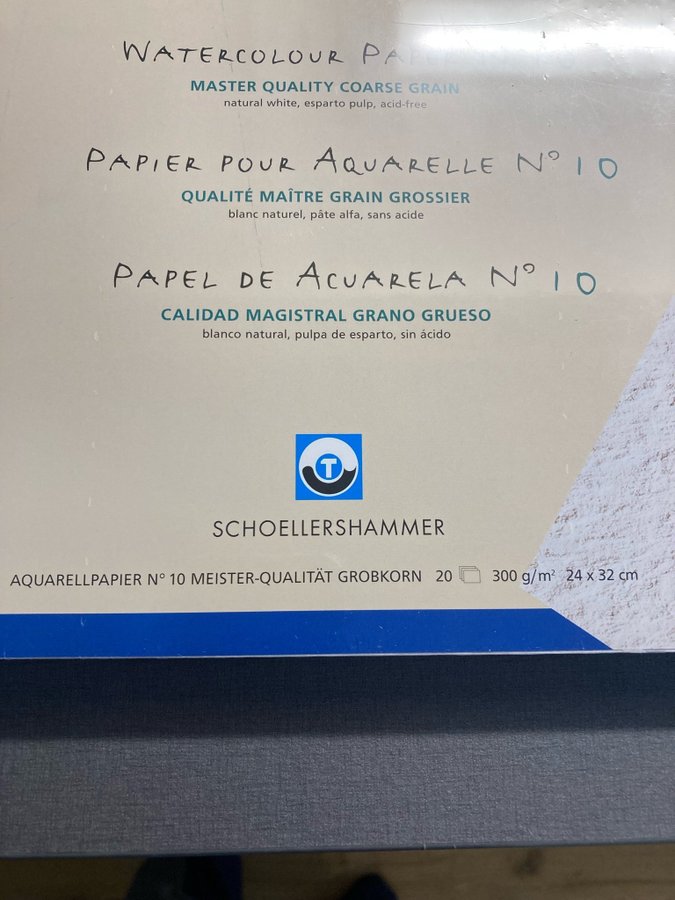 WATERCOLOUR PAPER N° 10
MASTER QUALITY COARSE GRAIN
natural white, esparto pulp, acid-free
PAPIER POUR AQUARELLE N° 10
QUALITÉ MAÎTRE GRAIN GROSSIER
blanc naturel, pâte alfa, sans acide
PAPEL DE ACUARELA N° 10
CALIDAD MAGISTRAL GRANO GRUESO
blanco natural, pulpa de esparto, sin ácido
T
SCHOELLERSHAMMER
AQUARELLPAPIER N° 10 MEISTER-QUALITÄT GROBKORN 20 300 g/m² 24 x 32 cm